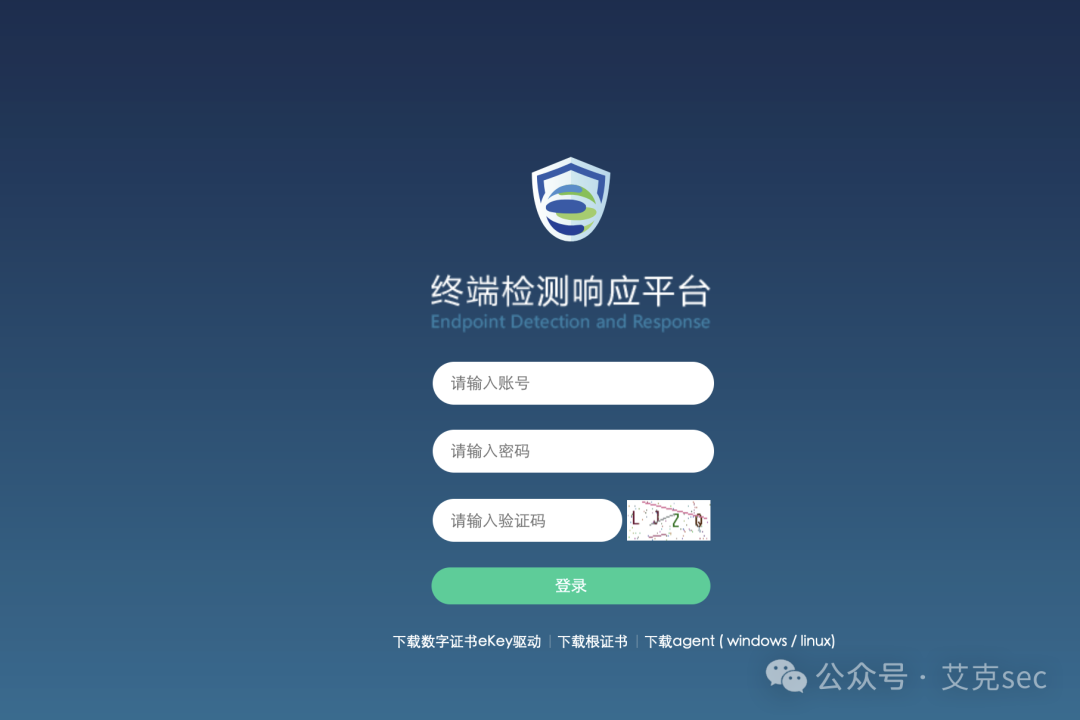 终端检测响应平台
Endpoint Detection and Response
请输入账号
请输入密码
请输入验证码
LJ2Q
登录
下载数字证书eKey驱动 | 下载根证书 | 下载agent ( windows / linux)
公众号 · 艾克sec